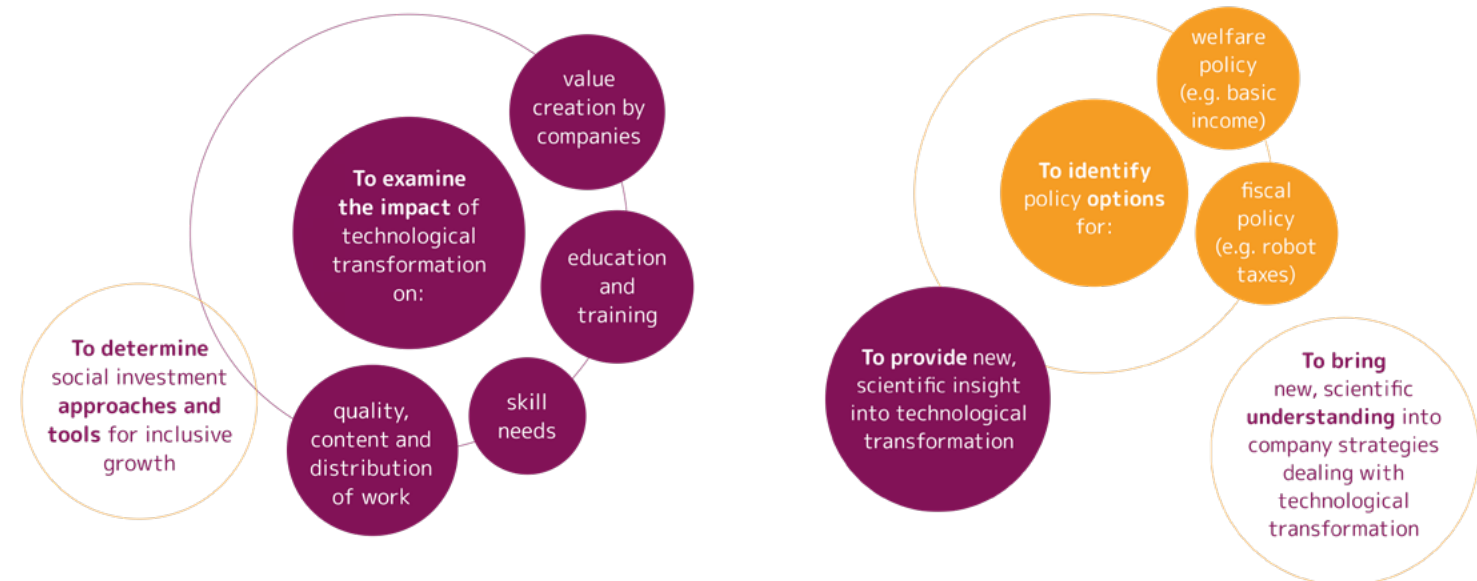 To examine
the impact of
technological
transformation
on:
value
creation by
companies
education
and
training
skill
needs
quality,
content and
distribution
of work
To determine
social investment
approaches and
tools for inclusive
growth
To identify
policy options
for:
welfare
policy
(e.g. basic
income)
fiscal
policy
(e.g. robot
taxes)
To provide new,
scientific insight
into technological
transformation
To bring
new, scientific
understanding into
company strategies
dealing with
technological
transformation